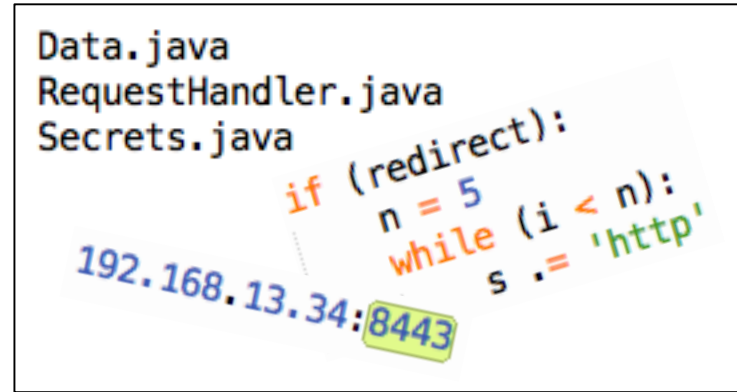 Data.java
RequestHandler.java
Secrets.java
if (redirect):
n = 5
while (i < n):
s .= 'http'
192.168.13.34:8443